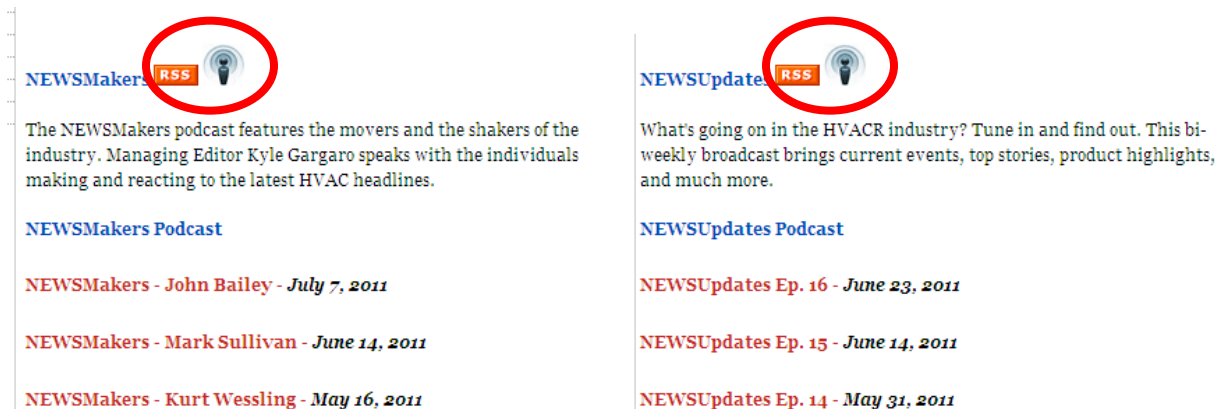 NEWSMakers RSS
The NEWSMakers podcast features the movers and the shakers of the
industry. Managing Editor Kyle Gargaro speaks with the individuals
making and reacting to the latest HVAC headlines.
NEWSMakers Podcast
NEWSMakers - John Bailey - July 7, 2011
NEWSMakers - Mark Sullivan - June 14, 2011
NEWSMakers - Kurt Wessling - May 16, 2011
NEWSUpdates RSS
What's going on in the HVACR industry? Tune in and find out. This bi-
weekly broadcast brings current events, top stories, product highlights,
and much more.
NEWSUpdates Podcast
NEWSUpdates Ep. 16 - June 23, 2011
NEWSUpdates Ep. 15 - June 14, 2011
NEWSUpdates Ep. 14 - May 31, 2011